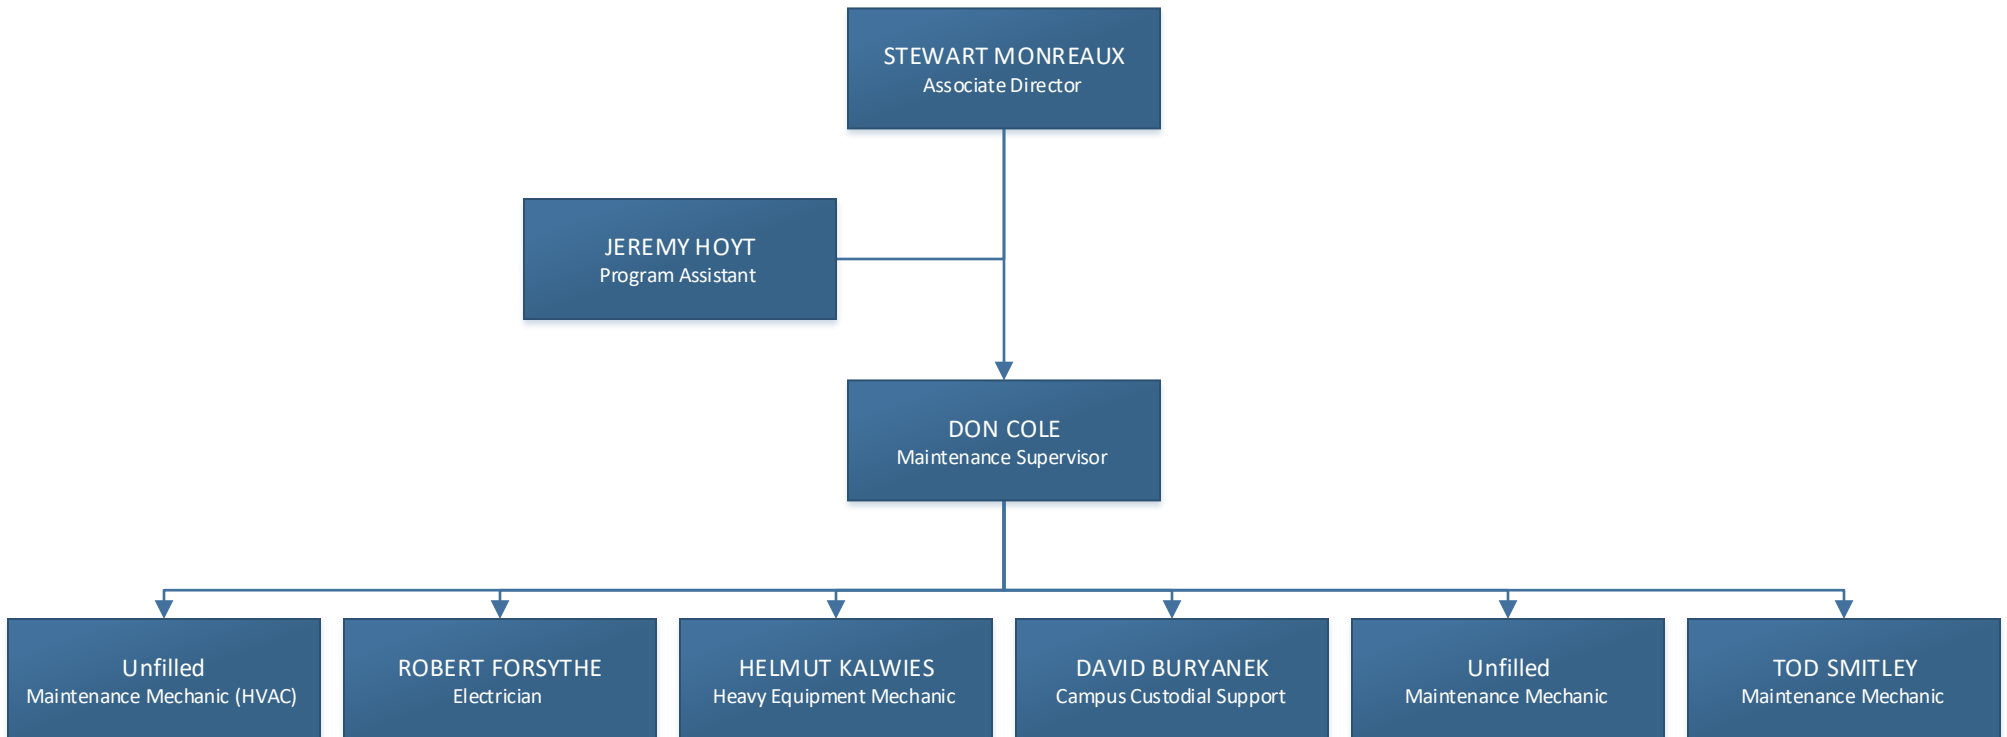 STEWART MONREAUX
Associate Director
JEREMY HOYT
Program Assistant
DON COLE
Maintenance Supervisor
Unfilled
Maintenance Mechanic (HVAC)
ROBERT FORSYTHE
Electrician
HELMUT KALWIES
Heavy Equipment Mechanic
DAVID BURYANEK
Campus Custodial Support
Unfilled
Maintenance Mechanic
TOD SMITLEY
Maintenance Mechanic